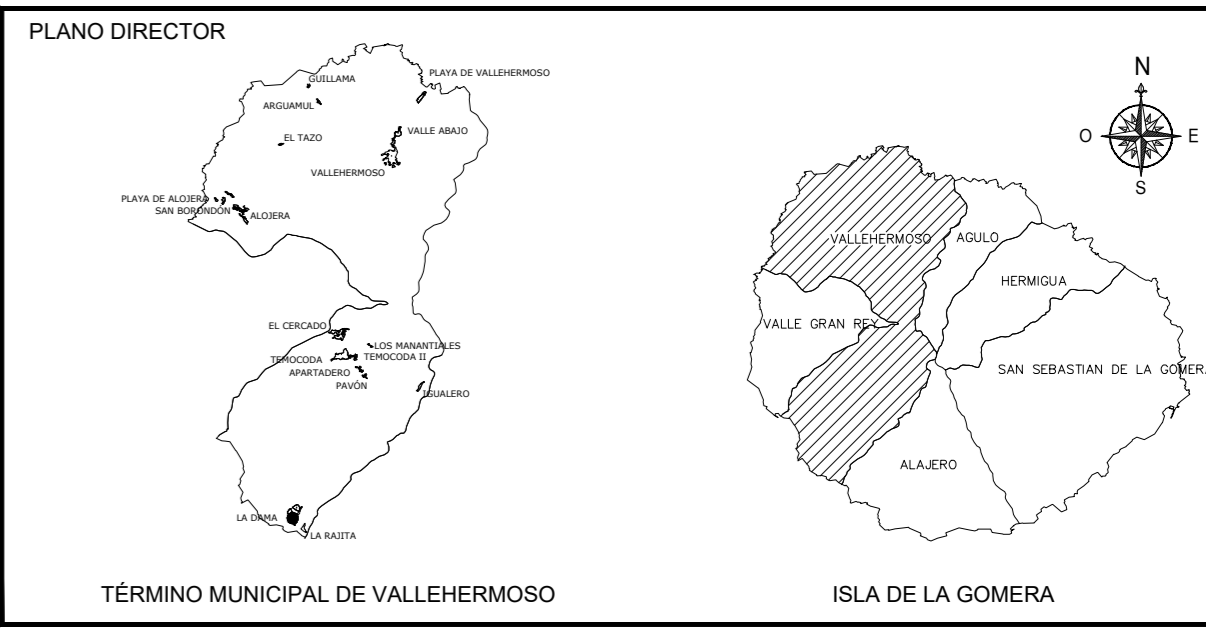 PLANO DIRECTOR
GUILLAMA
PLAYA DE VALLEHERMOSO
ARGUAMUL
EL TAZO
VALLE ABAJO
VALLEHERMOSO
PLAYA DE ALOJERA
SAN BORONDÓN
ALOJERA
EL CERCADO
LOS MANANTIALES
TEMOCODA
TEMOCODA II
APARTADERO
PAVÓN
IGUALERO
LA DAMA
LA RAJITA
TÉRMINO MUNICIPAL DE VALLEHERMOSO
N
O
E
S
VALLEHERMOSO
AGULO
HERMIGUA
VALLE GRAN REY
SAN SEBASTIAN DE LA GOMERA
ALAJERO
ISLA DE LA GOMERA